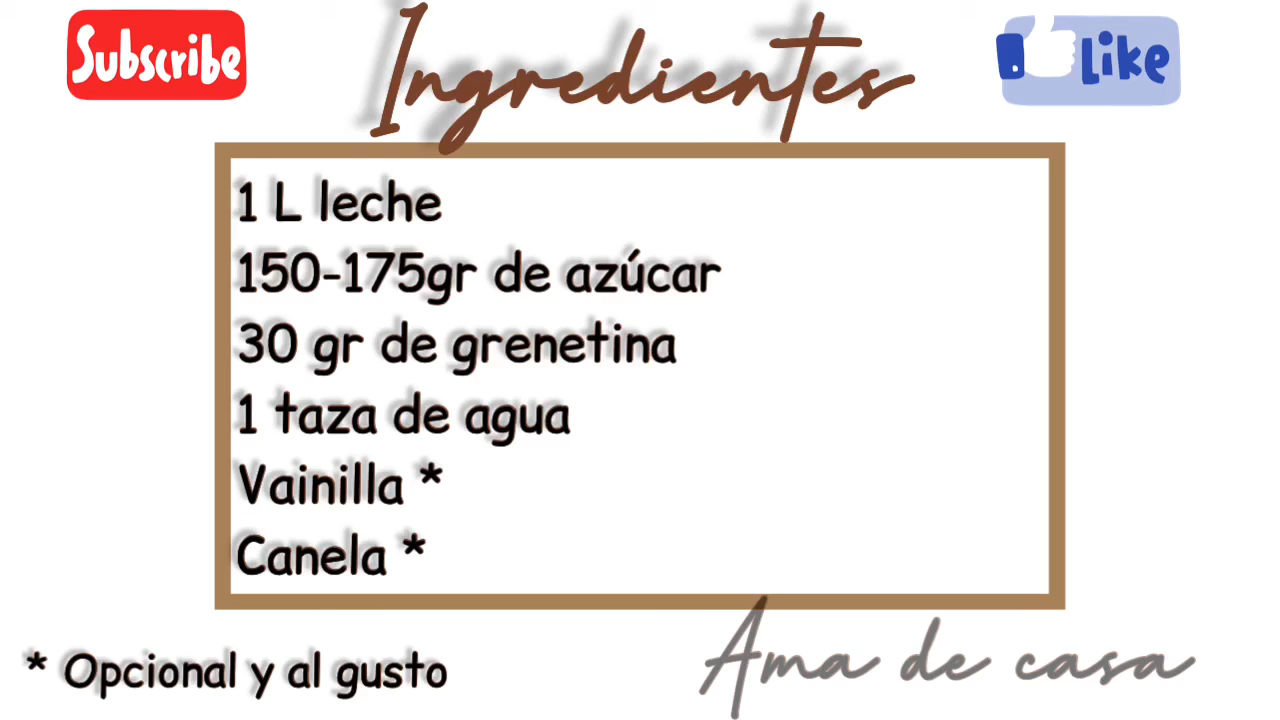 Subscribe
Ingredientes
Like
1 L leche
150-175gr de azúcar
30 gr de grenetina
1 taza de agua
Vainilla *
Canela *
* Opcional y al gusto
Ama de casa